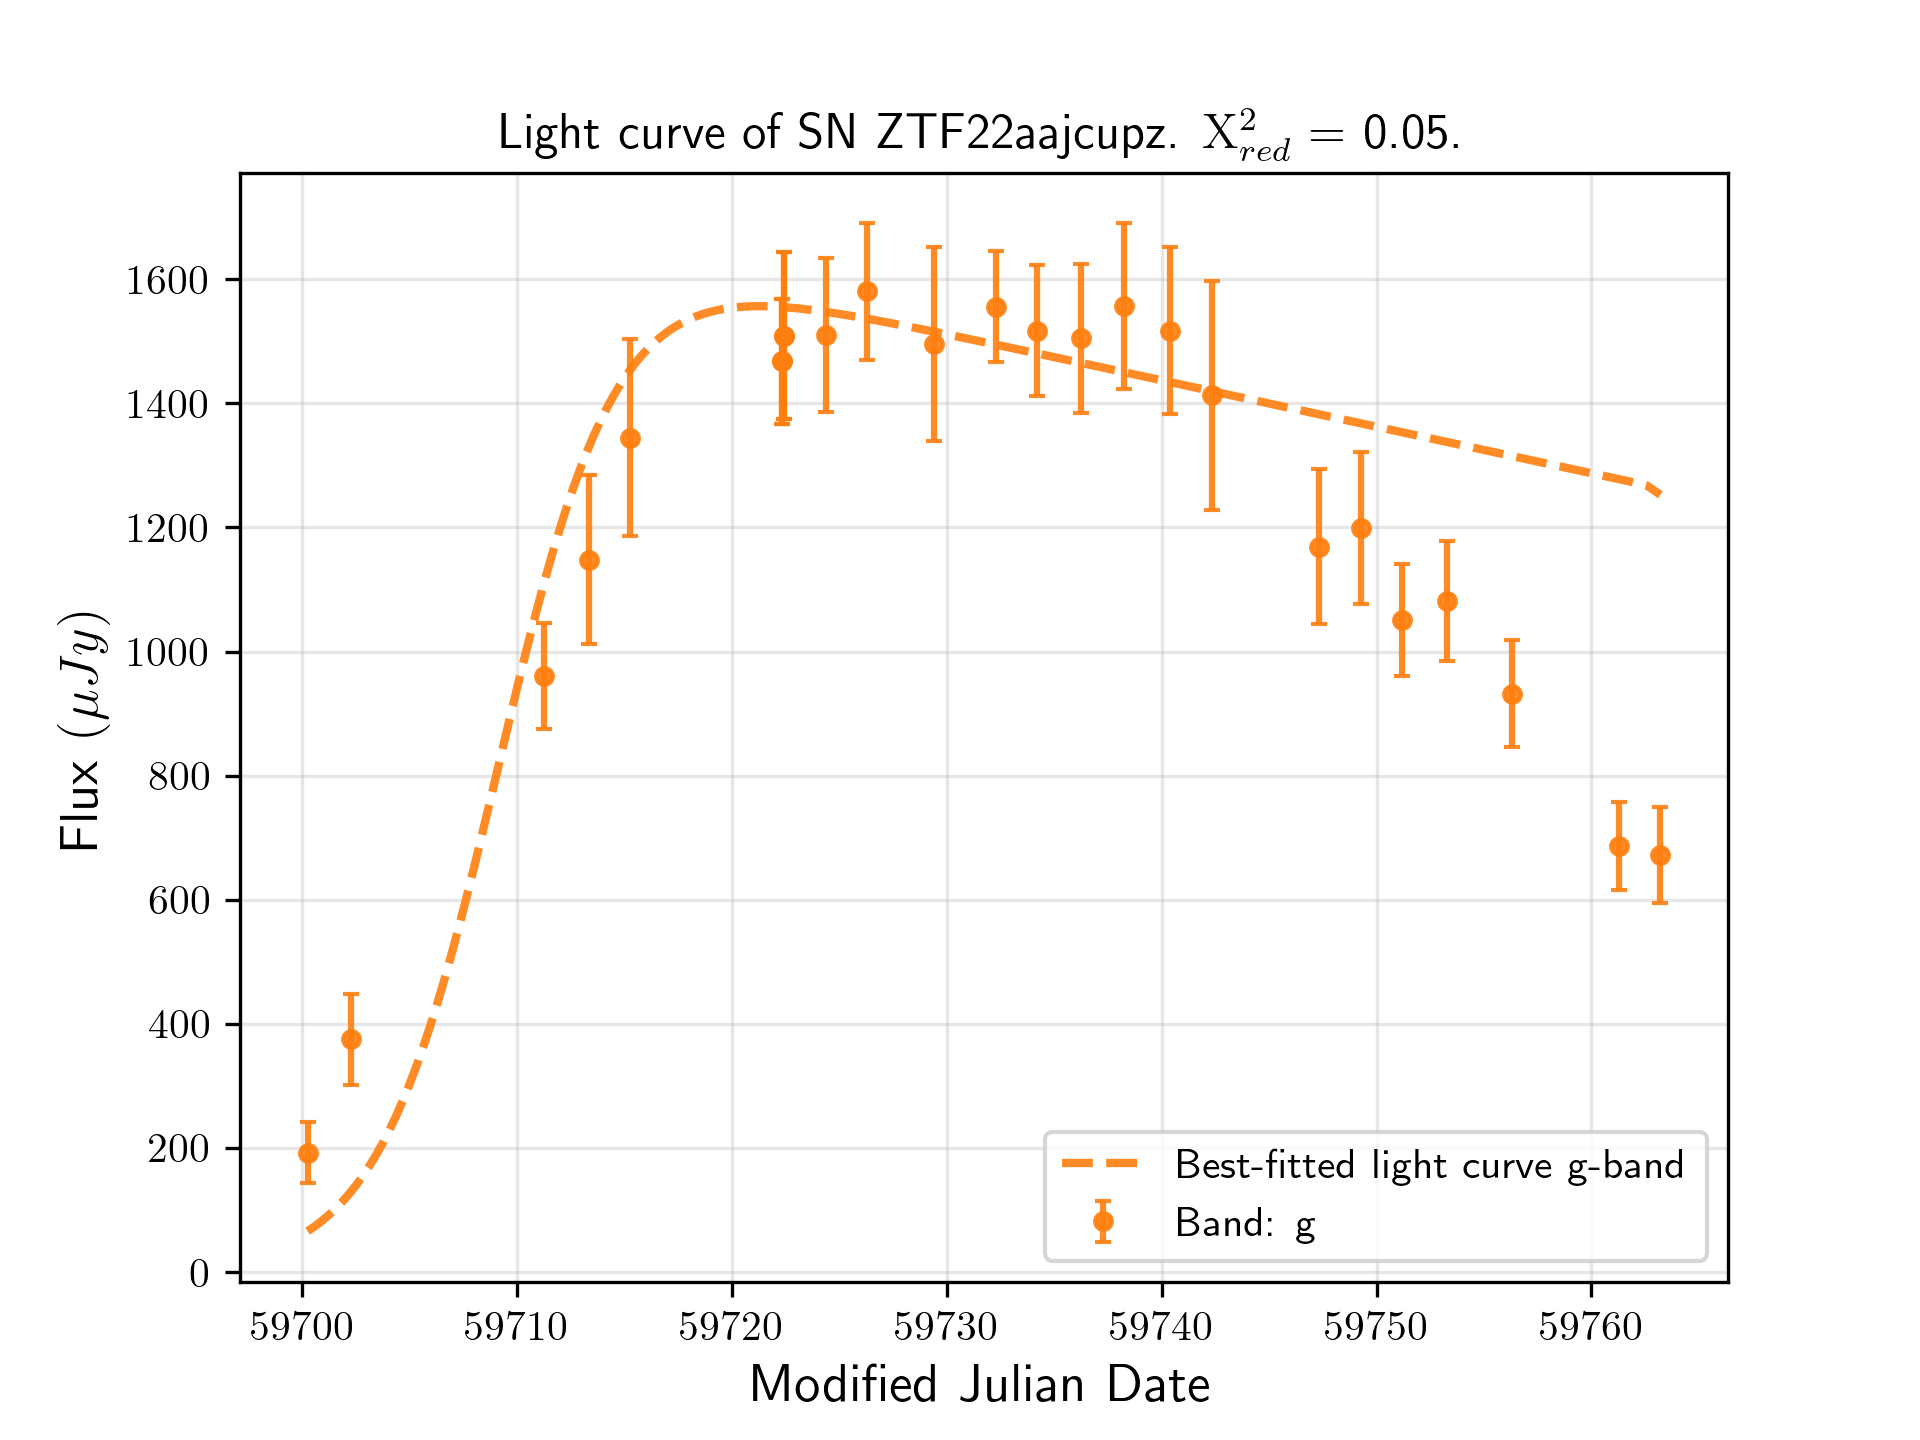 Light curve of SN ZTF22aajcupz. X²red = 0.05.
Flux (μJy)
1600
1400
1200
1000
800
600
400
200
0
59700 59710 59720 59730 59740 59750 59760
Modified Julian Date
Best-fitted light curve g-band
Band: g